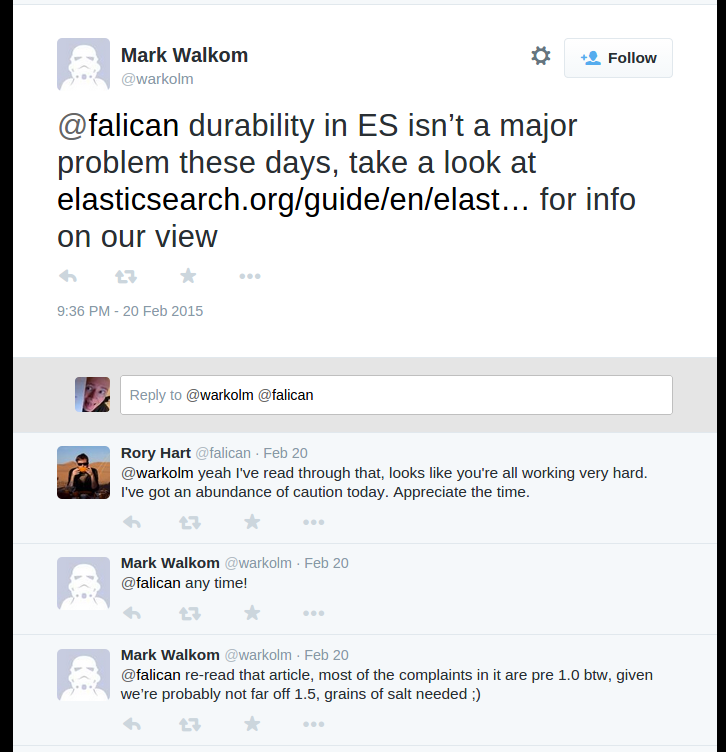 Mark Walkom
@warkolm
Follow
@falican durability in ES isn’t a major
problem these days, take a look at
elasticsearch.org/guide/en/elast… for info
on our view
9:36 PM - 20 Feb 2015
Reply to @warkolm @falican
Rory Hart @falican · Feb 20
@warkolm yeah I've read through that, looks like you're all working very hard.
I've got an abundance of caution today. Appreciate the time.
Mark Walkom @warkolm · Feb 20
@falican any time!
Mark Walkom @warkolm · Feb 20
@falican re-read that article, most of the complaints in it are pre 1.0 btw, given
we’re probably not far off 1.5, grains of salt needed ;)